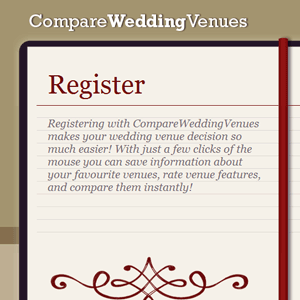 CompareWeddingVenues
Register
Registering with CompareWeddingVenues
makes your wedding venue decision so
much easier! With just a few clicks of the
mouse you can save information about
your favourite venues, rate venue features,
and compare them instantly!